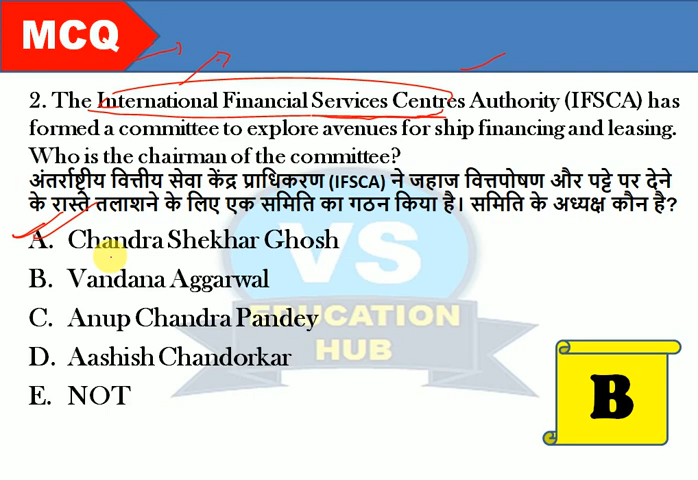 MCQ
2. The International Financial Services Centres Authority (IFSCA) has
formed a committee to explore avenues for ship financing and leasing.
Who is the chairman of the committee?
अंतर्राष्ट्रीय वित्तीय सेवा केंद्र प्राधिकरण (IFSCA) ने जहाज वित्तपोषण और पट्टे पर देने
के रास्ते तलाशने के लिए एक समिति का गठन किया है। समिति के अध्यक्ष कौन है?
A. Chandra Shekhar Ghosh
B. Vandana Aggarwal
C. Anup Chandra Pandey
D. Aashish Chandorkar
E. NOT
VS
EDUCATION
HUB
B